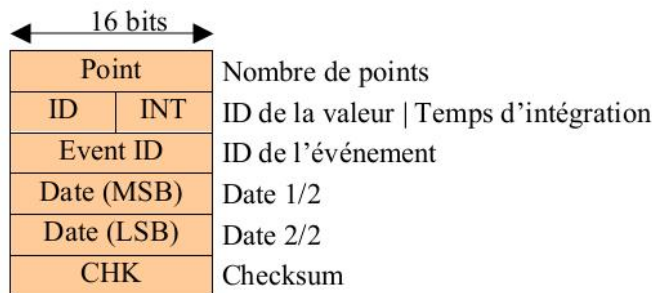 16 bits
Point Nombre de points
ID INT ID de la valeur | Temps d'intégration
Event ID ID de l'événement
Date (MSB) Date 1/2
Date (LSB) Date 2/2
CHK Checksum